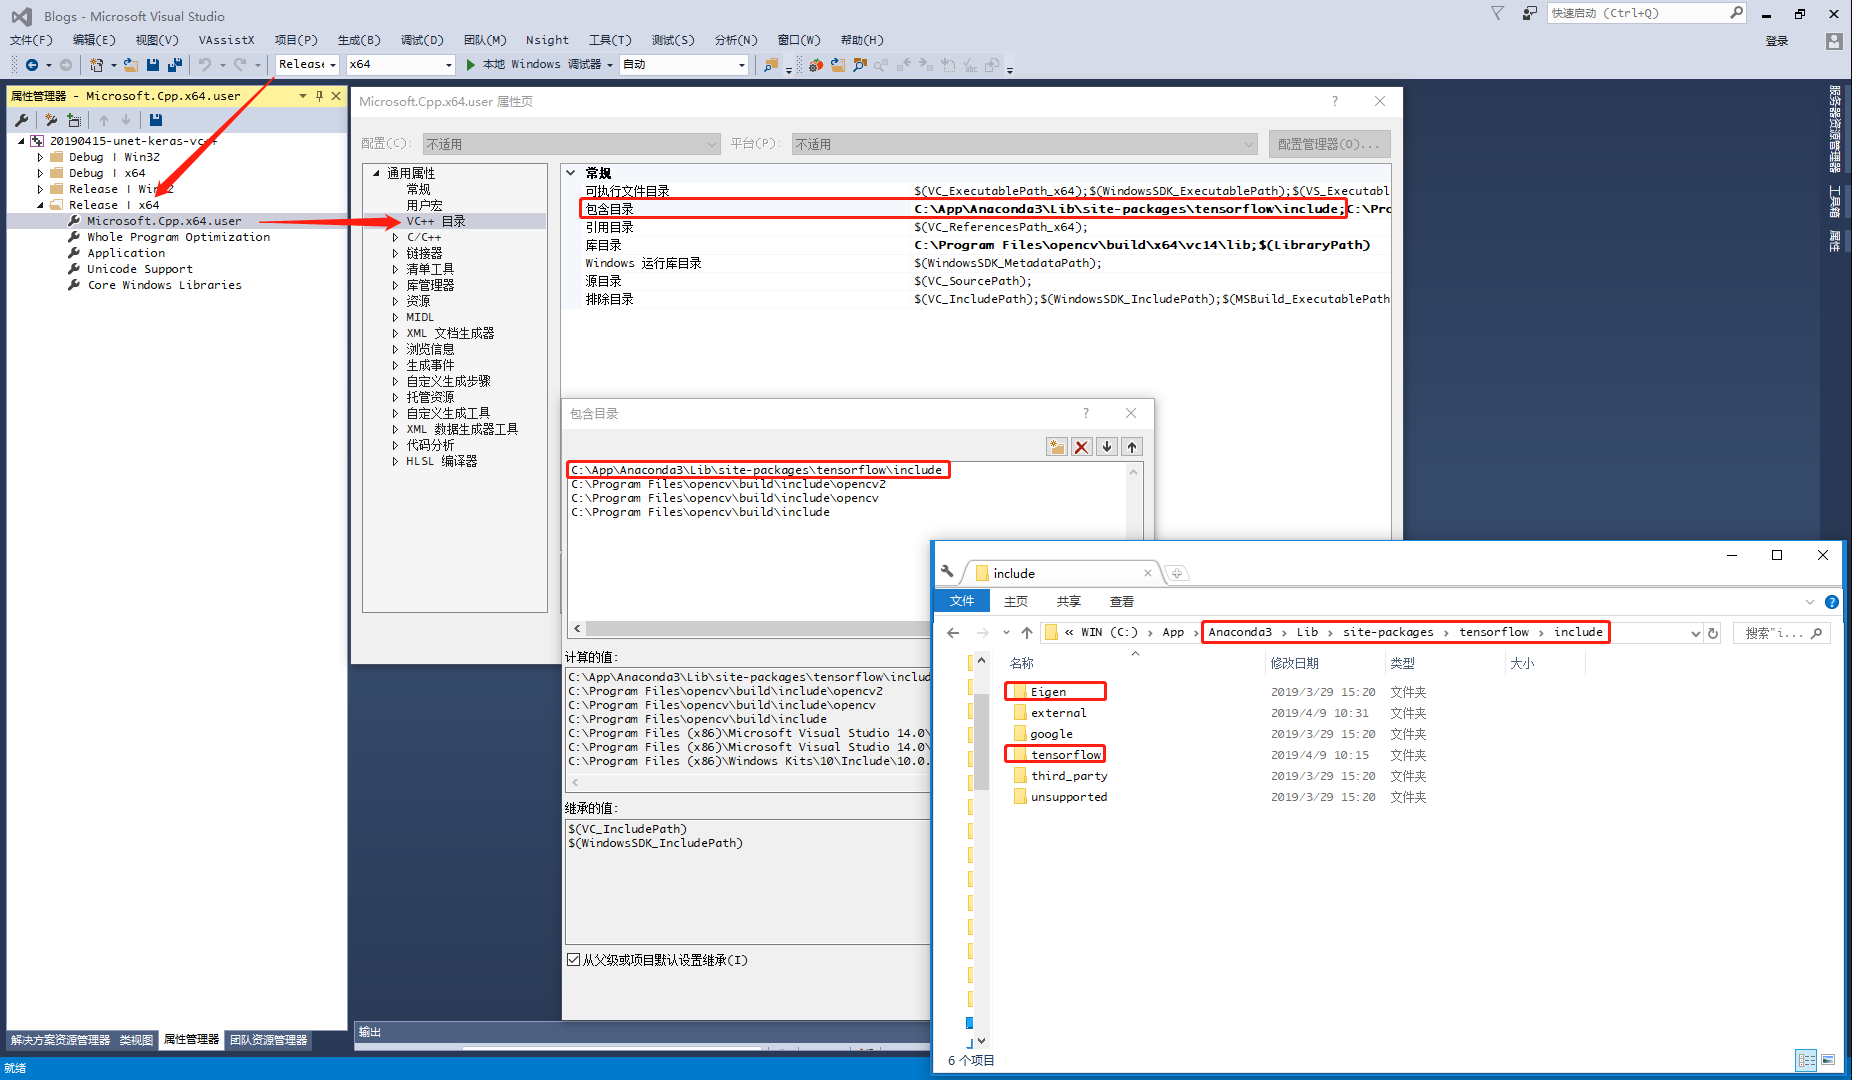 Blogs - Microsoft Visual Studio
快速启动 (Ctrl+Q)
文件(F) 编辑(E) 视图(V) VAssistX 项目(P) 生成(B) 调试(D) 团队(M) Nsight 工具(T) 测试(S) 分析(N) 窗口(W) 帮助(H)
登录
Release x64 本地 Windows 调试器 自动
属性管理器 - Microsoft.Cpp.x64.user
20190415-unet-keras-vc++
Debug | Win32
Debug | x64
Release | Win32
Release | x64
Microsoft.Cpp.x64.user
Whole Program Optimization
Application
Unicode Support
Core Windows Libraries
解决方案资源管理器 类视图 属性管理器 团队资源管理器
就绪
Microsoft.Cpp.x64.user 属性页
?
配置(C): 不适用 平台(P): 不适用 配置管理器(O)...
通用属性
常规
用户宏
VC++ 目录
C/C++
链接器
清单工具
库管理器
资源
MIDL
XML 文档生成器
浏览信息
生成事件
自定义生成步骤
托管资源
自定义生成工具
XML 数据生成器工具
代码分析
HLSL 编译器
常规
可执行文件目录 $(VC_ExecutablePath_x64);$(WindowsSDK_ExecutablePath);$(VS_Executabl
包含目录 C:\App\Anaconda3\Lib\site-packages\tensorflow\include;C:\Pro
引用目录 $(VC_ReferencesPath_x64);
库目录 C:\Program Files\opencv\build\x64\vc14\lib;$(LibraryPath)
Windows 运行库目录 $(WindowsSDK_MetadataPath);
源目录 $(VC_SourcePath);
排除目录 $(VC_IncludePath);$(WindowsSDK_IncludePath);$(MSBuild_ExecutablePath
包含目录
?
C:\App\Anaconda3\Lib\site-packages\tensorflow\include
C:\Program Files\opencv\build\include\opencv2
C:\Program Files\opencv\build\include\opencv
C:\Program Files\opencv\build\include
计算的值:
C:\App\Anaconda3\Lib\site-packages\tensorflow\includ
C:\Program Files\opencv\build\include\opencv2
C:\Program Files\opencv\build\include\opencv
C:\Program Files\opencv\build\include
C:\Program Files (x86)\Microsoft Visual Studio 14.0\
C:\Program Files (x86)\Microsoft Visual Studio 14.0\
C:\Program Files (x86)\Windows Kits\10\Include\10.0.
继承的值:
$(VC_IncludePath)
$(WindowsSDK_IncludePath)
从父级或项目默认设置继承(I)
输出
include
文件 主页 共享 查看
« WIN (C:) › App › Anaconda3 › Lib › site-packages › tensorflow › include
搜索"i...
名称 修改日期 类型 大小
Eigen 2019/3/29 15:20 文件夹
external 2019/4/9 10:31 文件夹
google 2019/3/29 15:20 文件夹
tensorflow 2019/4/9 10:15 文件夹
third_party 2019/3/29 15:20 文件夹
unsupported 2019/3/29 15:20 文件夹
6 个项目
服务器资源管理器
工具箱
属性